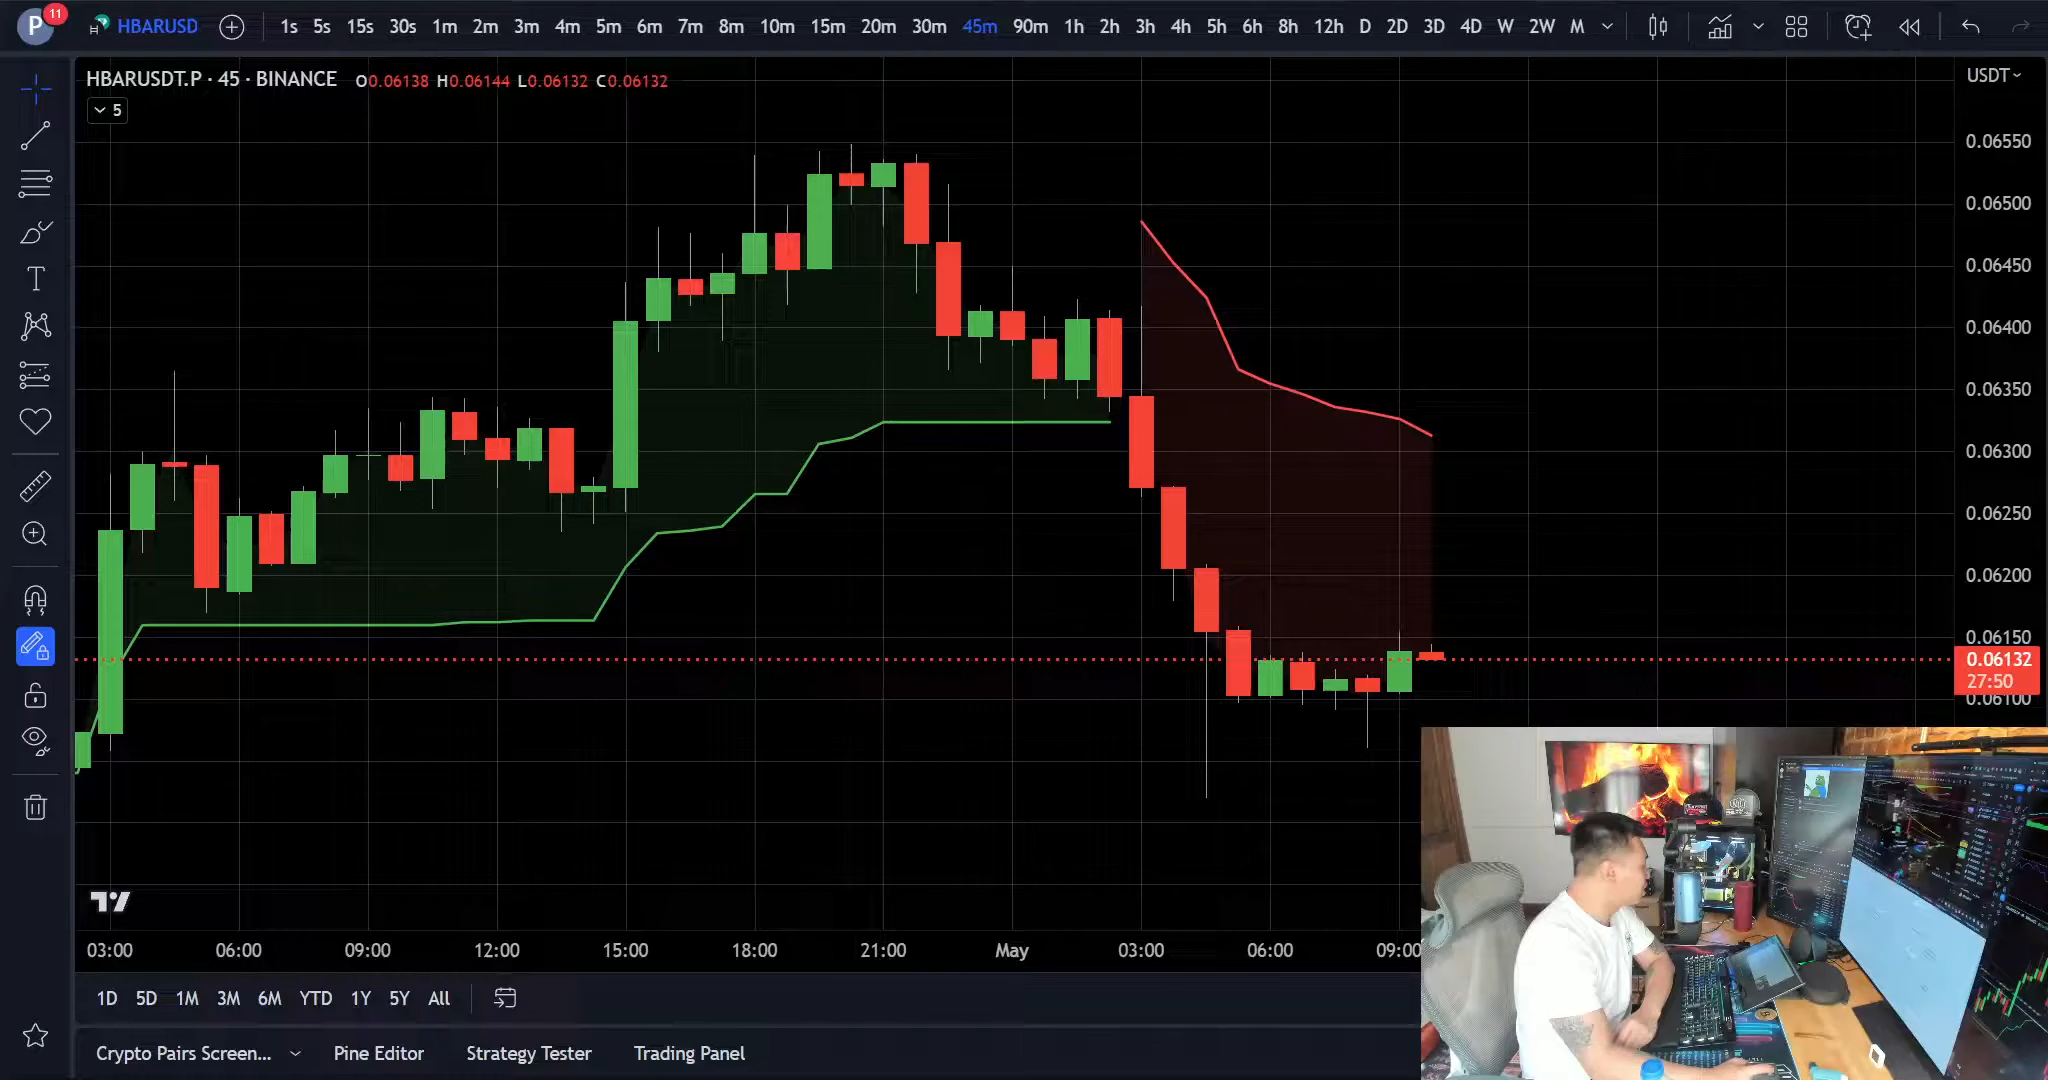 P 11 HBARUSD 1s 5s 15s 30s 1m 2m 3m 4m 5m 6m 7m 8m 10m 15m 20m 30m 45m 90m 1h 2h 3h 4h 5h 6h 8h 12h D 2D 3D 4D W 2W M
HBARUSDT.P · 45 · BINANCE O0.06138 H0.06144 L0.06132 C0.06132
USDT
5
0.06550
0.06500
0.06450
0.06400
0.06350
0.06300
0.06250
0.06200
0.06150
0.06132
27:50
0.06100
03:00 06:00 09:00 12:00 15:00 18:00 21:00 May 03:00 06:00 09:00
1D 5D 1M 3M 6M YTD 1Y 5Y All
Crypto Pairs Screen... Pine Editor Strategy Tester Trading Panel